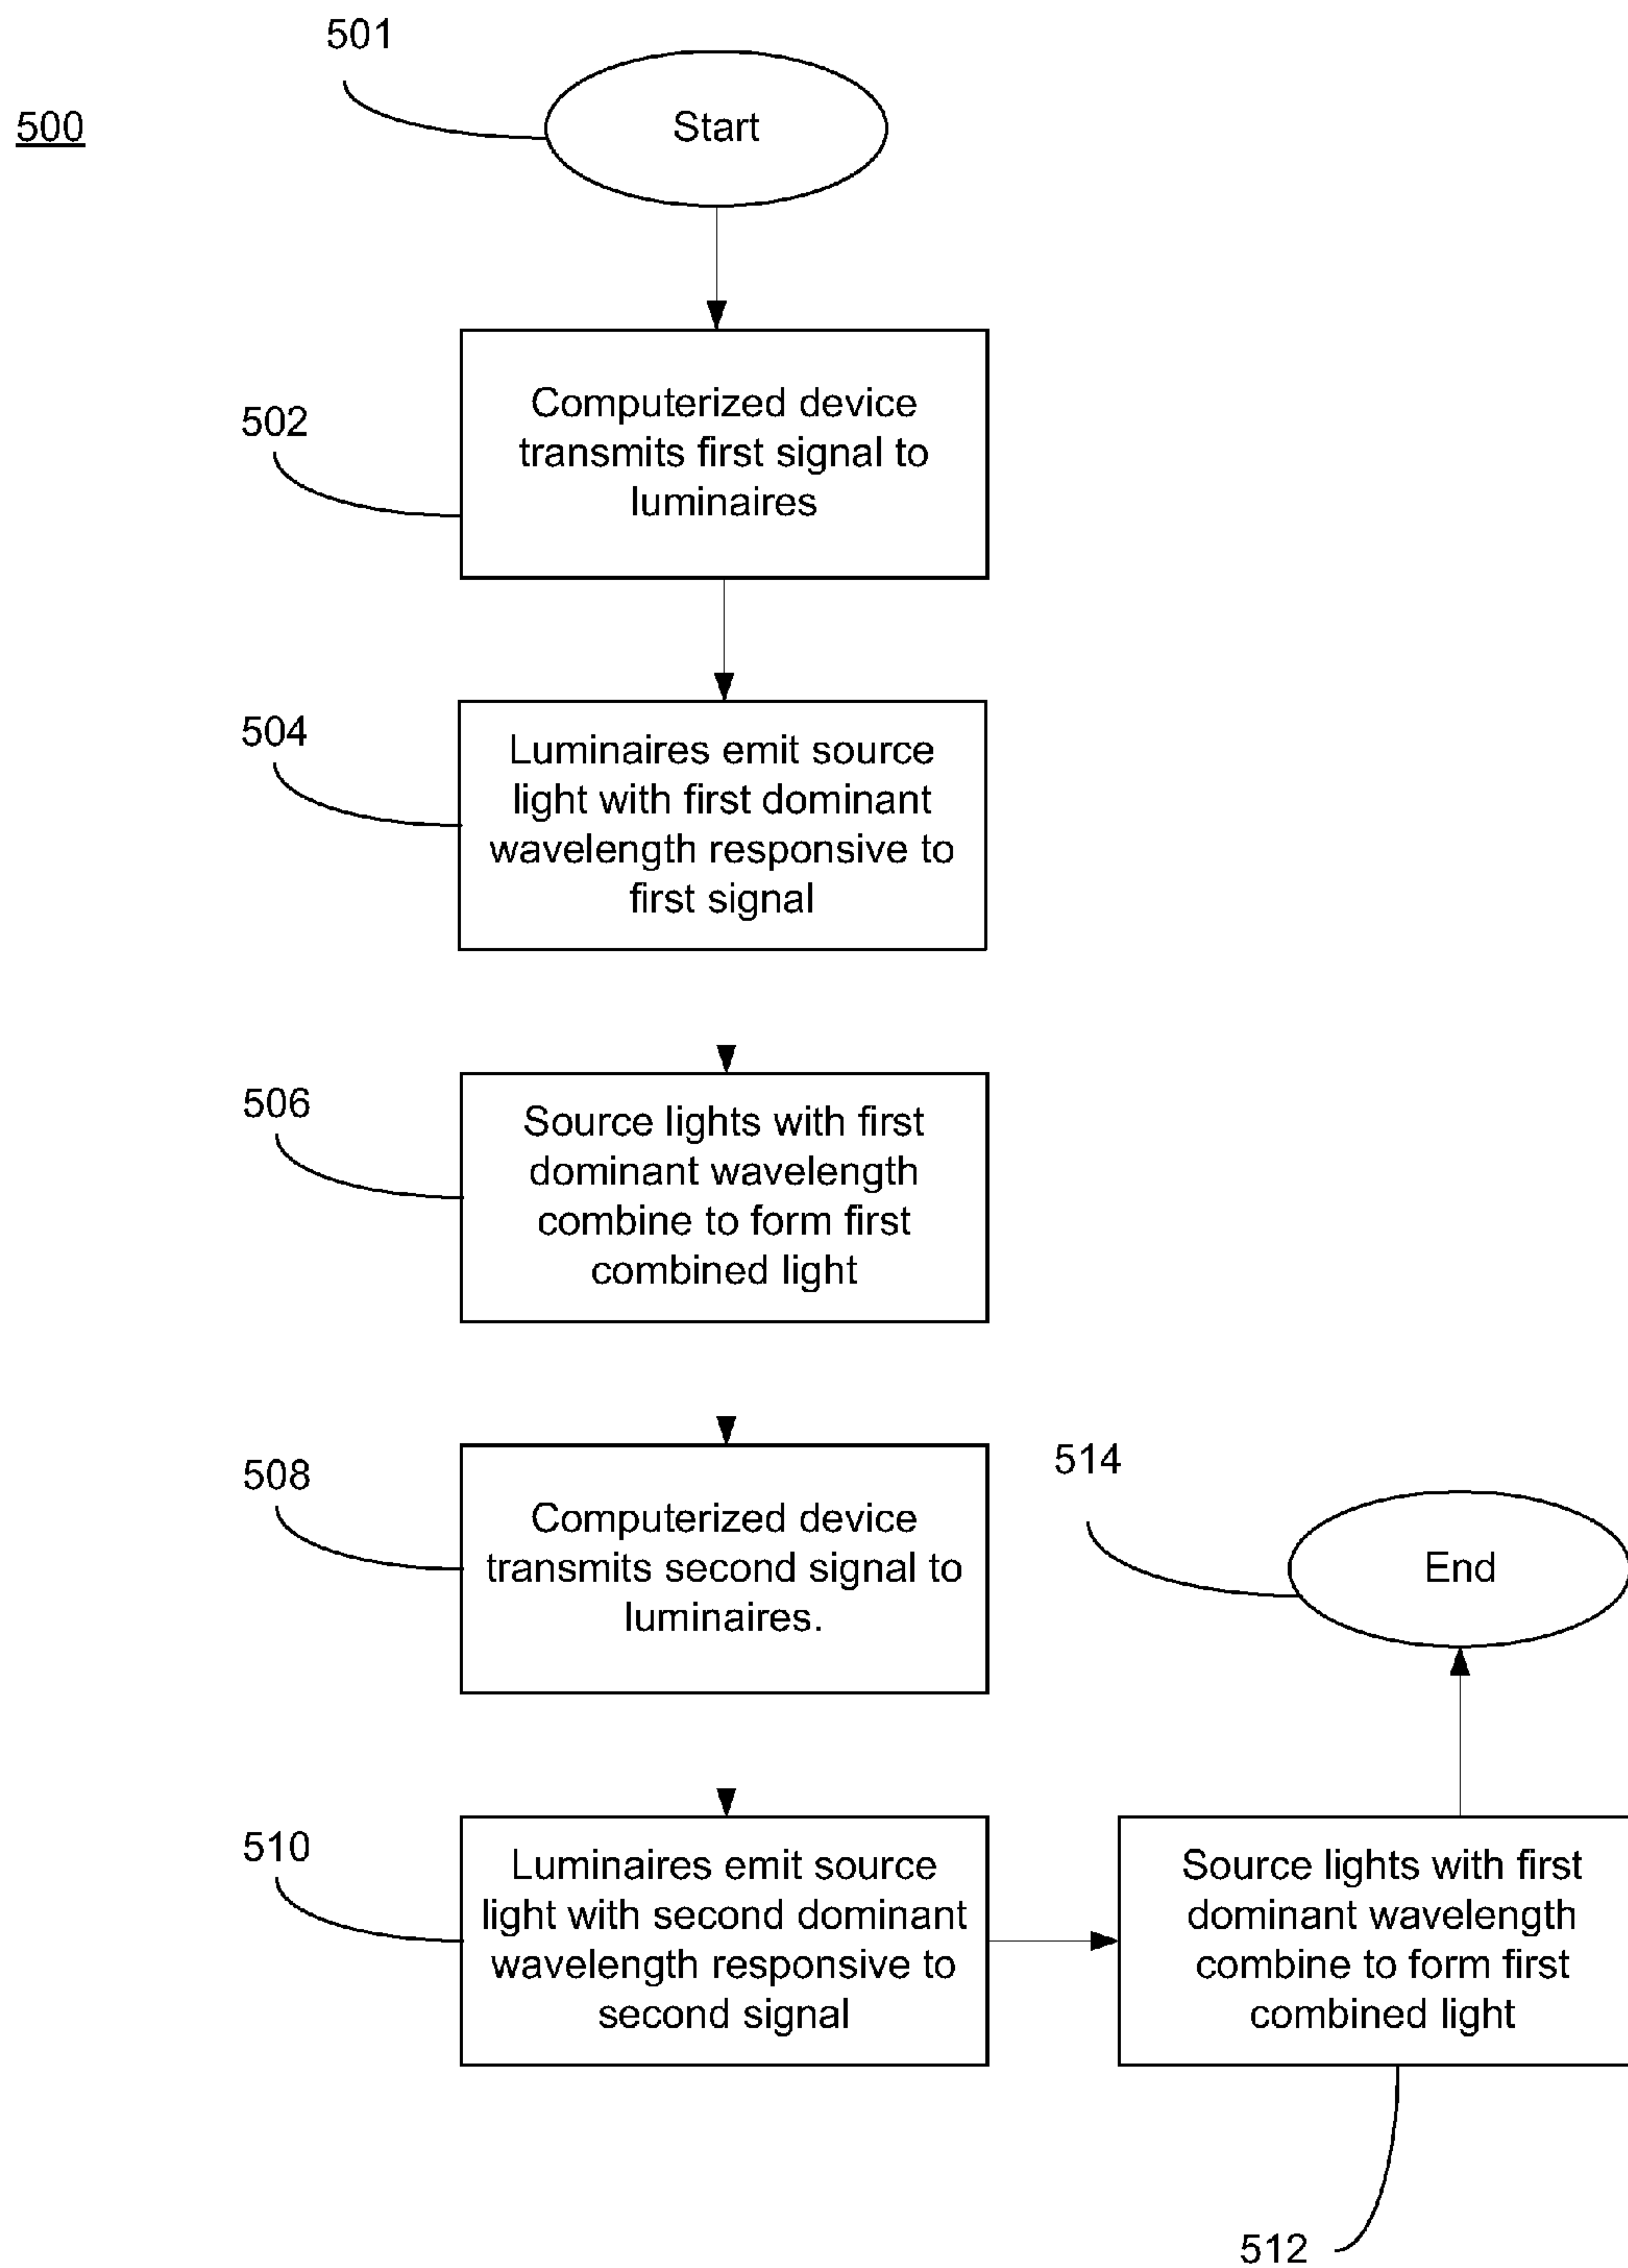 500
501
Start
502
Computerized device
transmits first signal to
luminaires
504
Luminaires emit source
light with first dominant
wavelength responsive to
first signal
506
Source lights with first
dominant wavelength
combine to form first
combined light
508
Computerized device
transmits second signal to
luminaires.
510
Luminaires emit source
light with second dominant
wavelength responsive to
second signal
512
Source lights with first
dominant wavelength
combine to form first
combined light
514
End